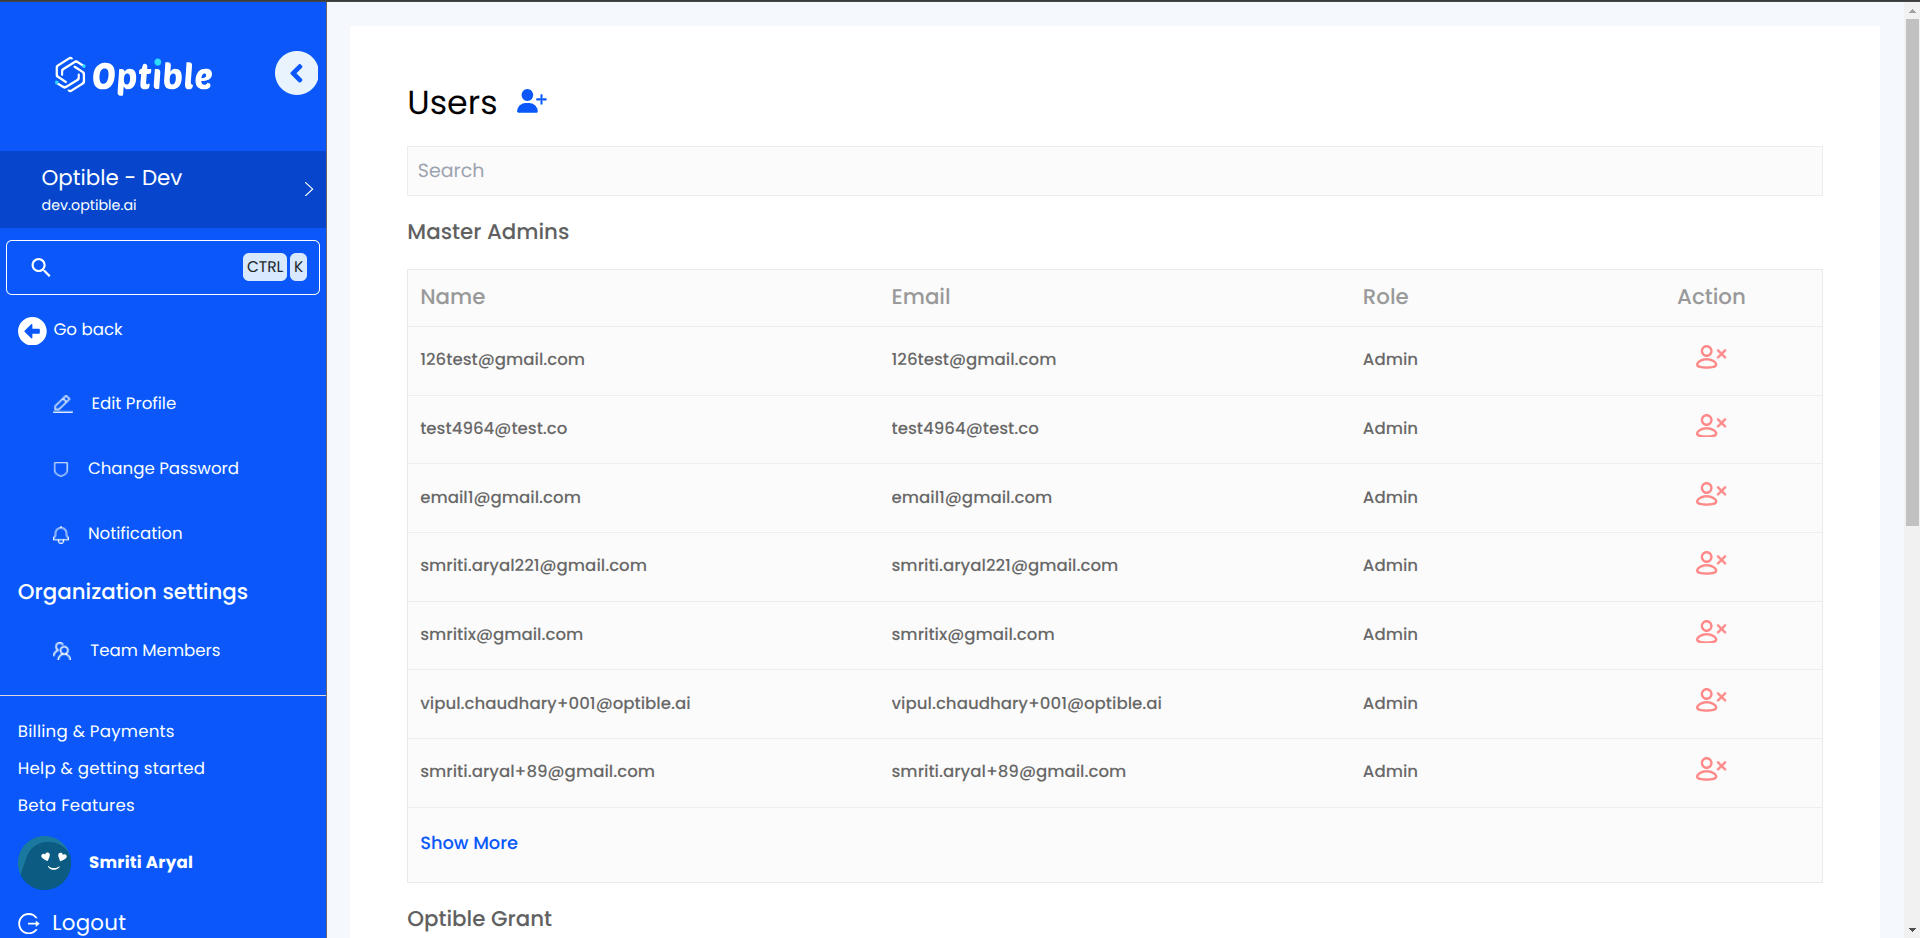 Optible
Optible - Dev
dev.optible.ai
CTRL K
Go back
Edit Profile
Change Password
Notification
Organization settings
Team Members
Billing & Payments
Help & getting started
Beta Features
Smriti Aryal
Logout
Users
Search
Master Admins
Name Email Role Action
126test@gmail.com 126test@gmail.com Admin
test4964@test.co test4964@test.co Admin
email1@gmail.com email1@gmail.com Admin
smriti.aryal221@gmail.com smriti.aryal221@gmail.com Admin
smritix@gmail.com smritix@gmail.com Admin
vipul.chaudhary+001@optible.ai vipul.chaudhary+001@optible.ai Admin
smriti.aryal+89@gmail.com smriti.aryal+89@gmail.com Admin
Show More
Optible Grant